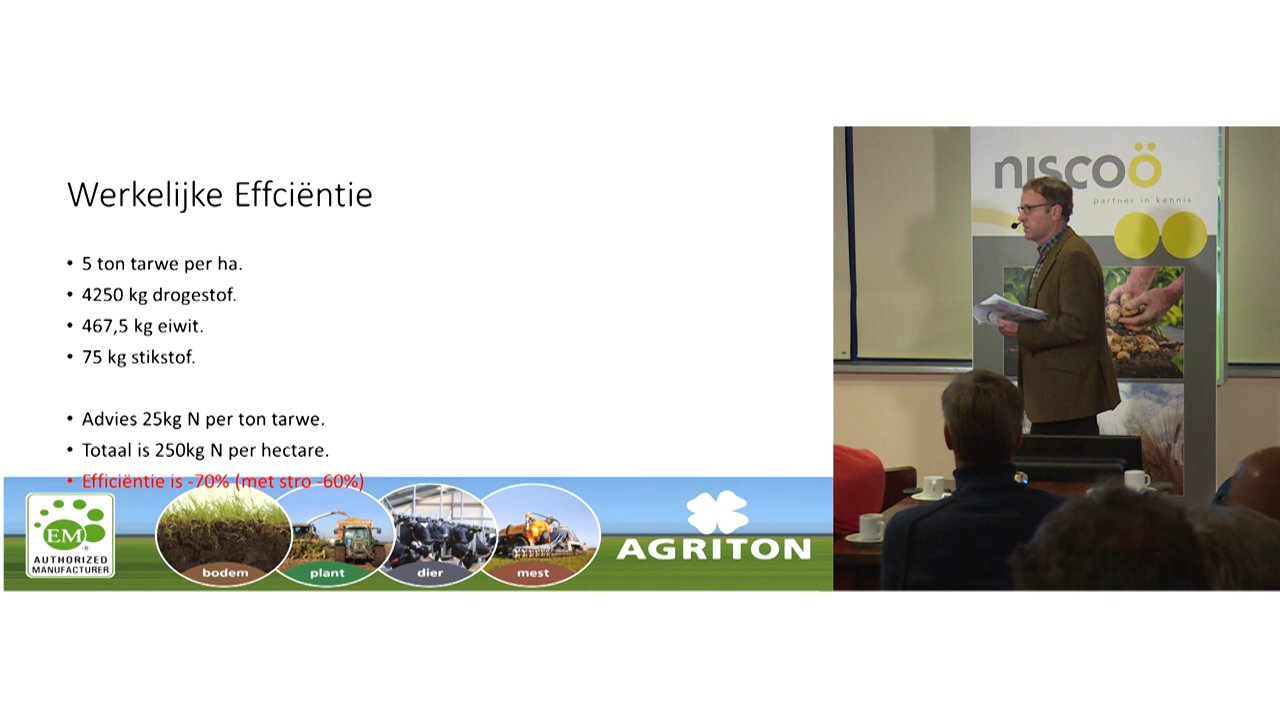 Werkelijke Effciëntie
• 5 ton tarwe per ha.
• 4250 kg drogestof.
• 467,5 kg eiwit.
• 75 kg stikstof.
• Advies 25kg N per ton tarwe.
• Totaal is 250kg N per hectare.
• Efficiëntie is -70% (met stro -60%)
EM®
AUTHORIZED
MANUFACTURER
bodem
plant
dier
mest
AGRITON
niscoö
partner in kennis